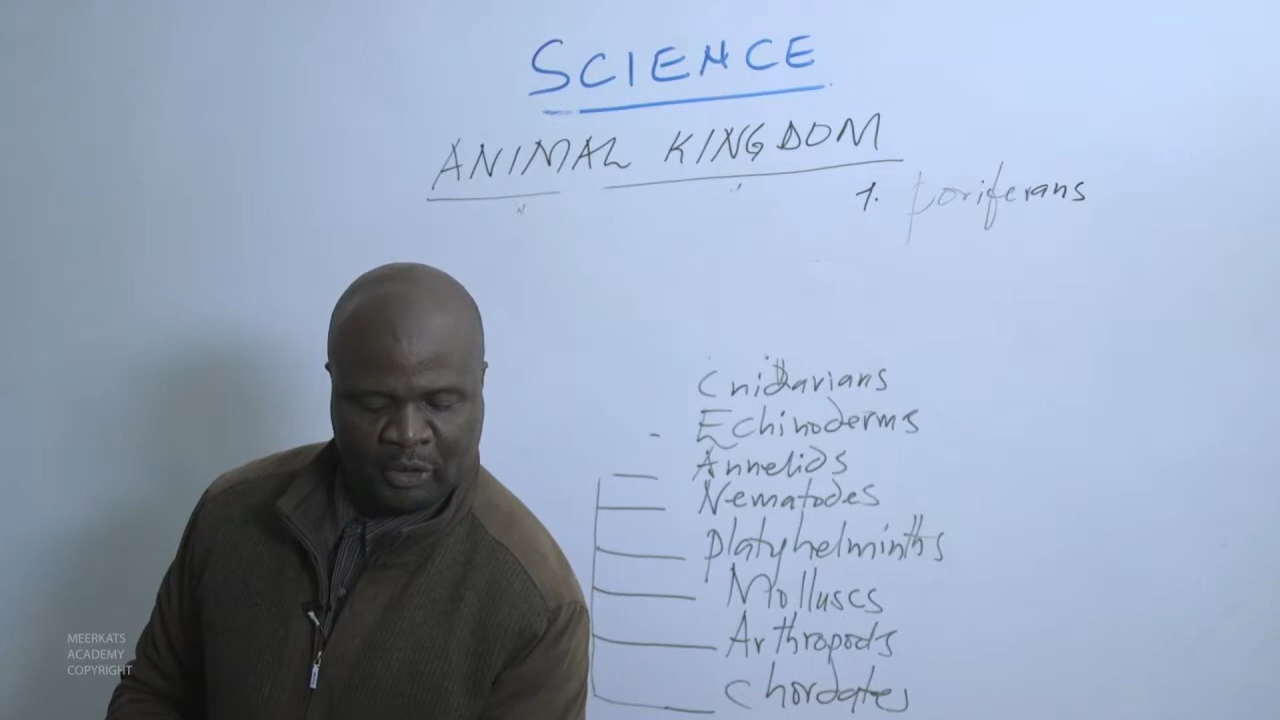 SCIENCE
ANIMAL KINGDOM
1. poriferans
Cnidarians
Echinoderms
Annelids
Nematodes
Platyhelminths
Molluscs
Arthropods
Chordates
MEERKATS
ACADEMY
COPYRIGHT